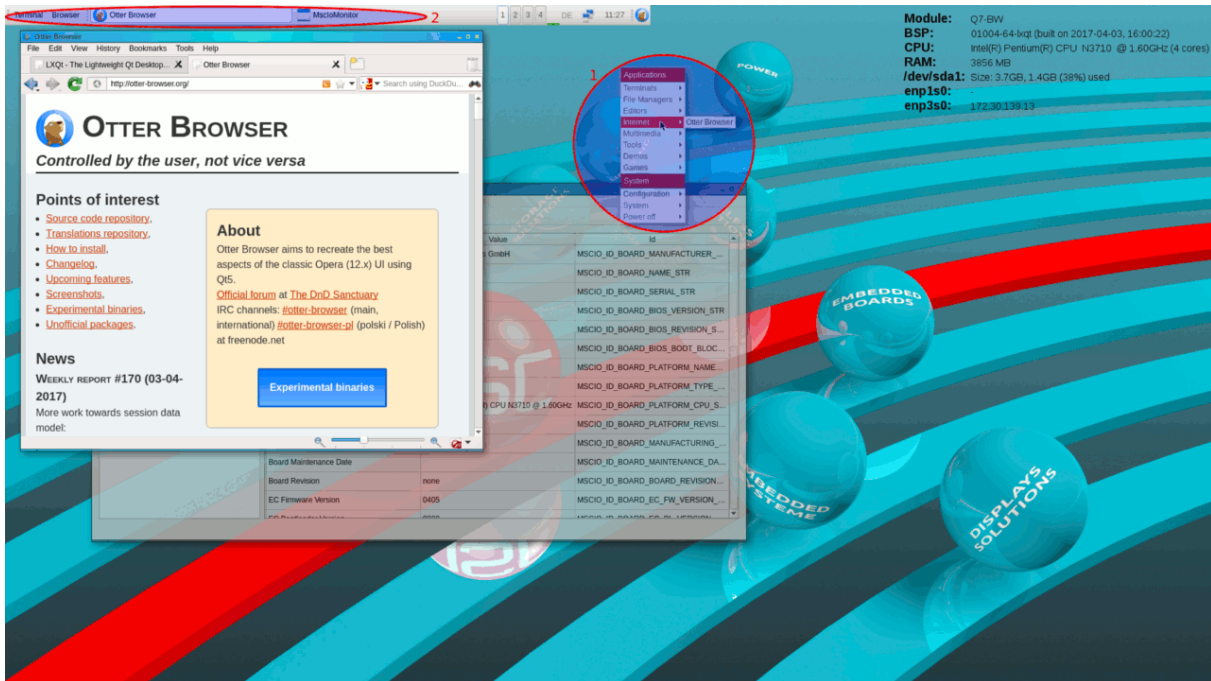 Terminal Browser Otter Browser MscIoMonitor 2 1 2 3 4 DE 11:27
Module: Q7-BW
BSP: 01004-64-lxqt (built on 2017-04-03, 16:00:22)
CPU: Intel(R) Pentium(R) CPU N3710 @ 1.60GHz (4 cores)
RAM: 3856 MB
/dev/sda1: Size: 3.7GB, 1.4GB (38%) used
enp1s0: -
enp3s0: 172.30.139.13
Otter Browser
File Edit View History Bookmarks Tools Help
LXQt - The Lightweight Qt Desktop... X Otter Browser X
http://otter-browser.org/ Search using DuckDu...
OTTER BROWSER
Controlled by the user, not vice versa
Points of interest
• Source code repository,
• Translations repository,
• How to install,
• Changelog,
• Upcoming features,
• Screenshots,
• Experimental binaries,
• Unofficial packages.
News
WEEKLY REPORT #170 (03-04-
2017)
More work towards session data
model:
About
Otter Browser aims to recreate the best
aspects of the classic Opera (12.x) UI using
Qt5.
Official forum at The DnD Sanctuary
IRC channels: #otter-browser (main,
international) #otter-browser-pl (polski / Polish)
at freenode.net
Experimental binaries
1
Applications
Terminals
File Managers
Editors
Internet Otter Browser
Multimedia
Tools
Demos
Games
System
Configuration
System
Power off
Value Id
GmbH MSCIO_ID_BOARD_MANUFACTURER_...
MSCIO_ID_BOARD_NAME_STR
MSCIO_ID_BOARD_SERIAL_STR
MSCIO_ID_BOARD_BIOS_VERSION_STR
MSCIO_ID_BOARD_BIOS_REVISION_S...
MSCIO_ID_BOARD_BIOS_BOOT_BLOC...
MSCIO_ID_BOARD_PLATFORM_NAME...
MSCIO_ID_BOARD_PLATFORM_TYPE_...
CPU N3710 @ 1.60GHz MSCIO_ID_BOARD_PLATFORM_CPU_S...
MSCIO_ID_BOARD_PLATFORM_REVISI...
MSCIO_ID_BOARD_MANUFACTURING_...
Board Maintenance Date MSCIO_ID_BOARD_MAINTENANCE_DA...
Board Revision none MSCIO_ID_BOARD_BOARD_REVISION...
EC Firmware Version 0405 MSCIO_ID_BOARD_EC_FW_VERSION_...
POWER
STORAGE
SOLUTIONS
EMBEDDED
BOARDS
EMBEDDED
SYSTEME
DISPLAYS
SOLUTIONS